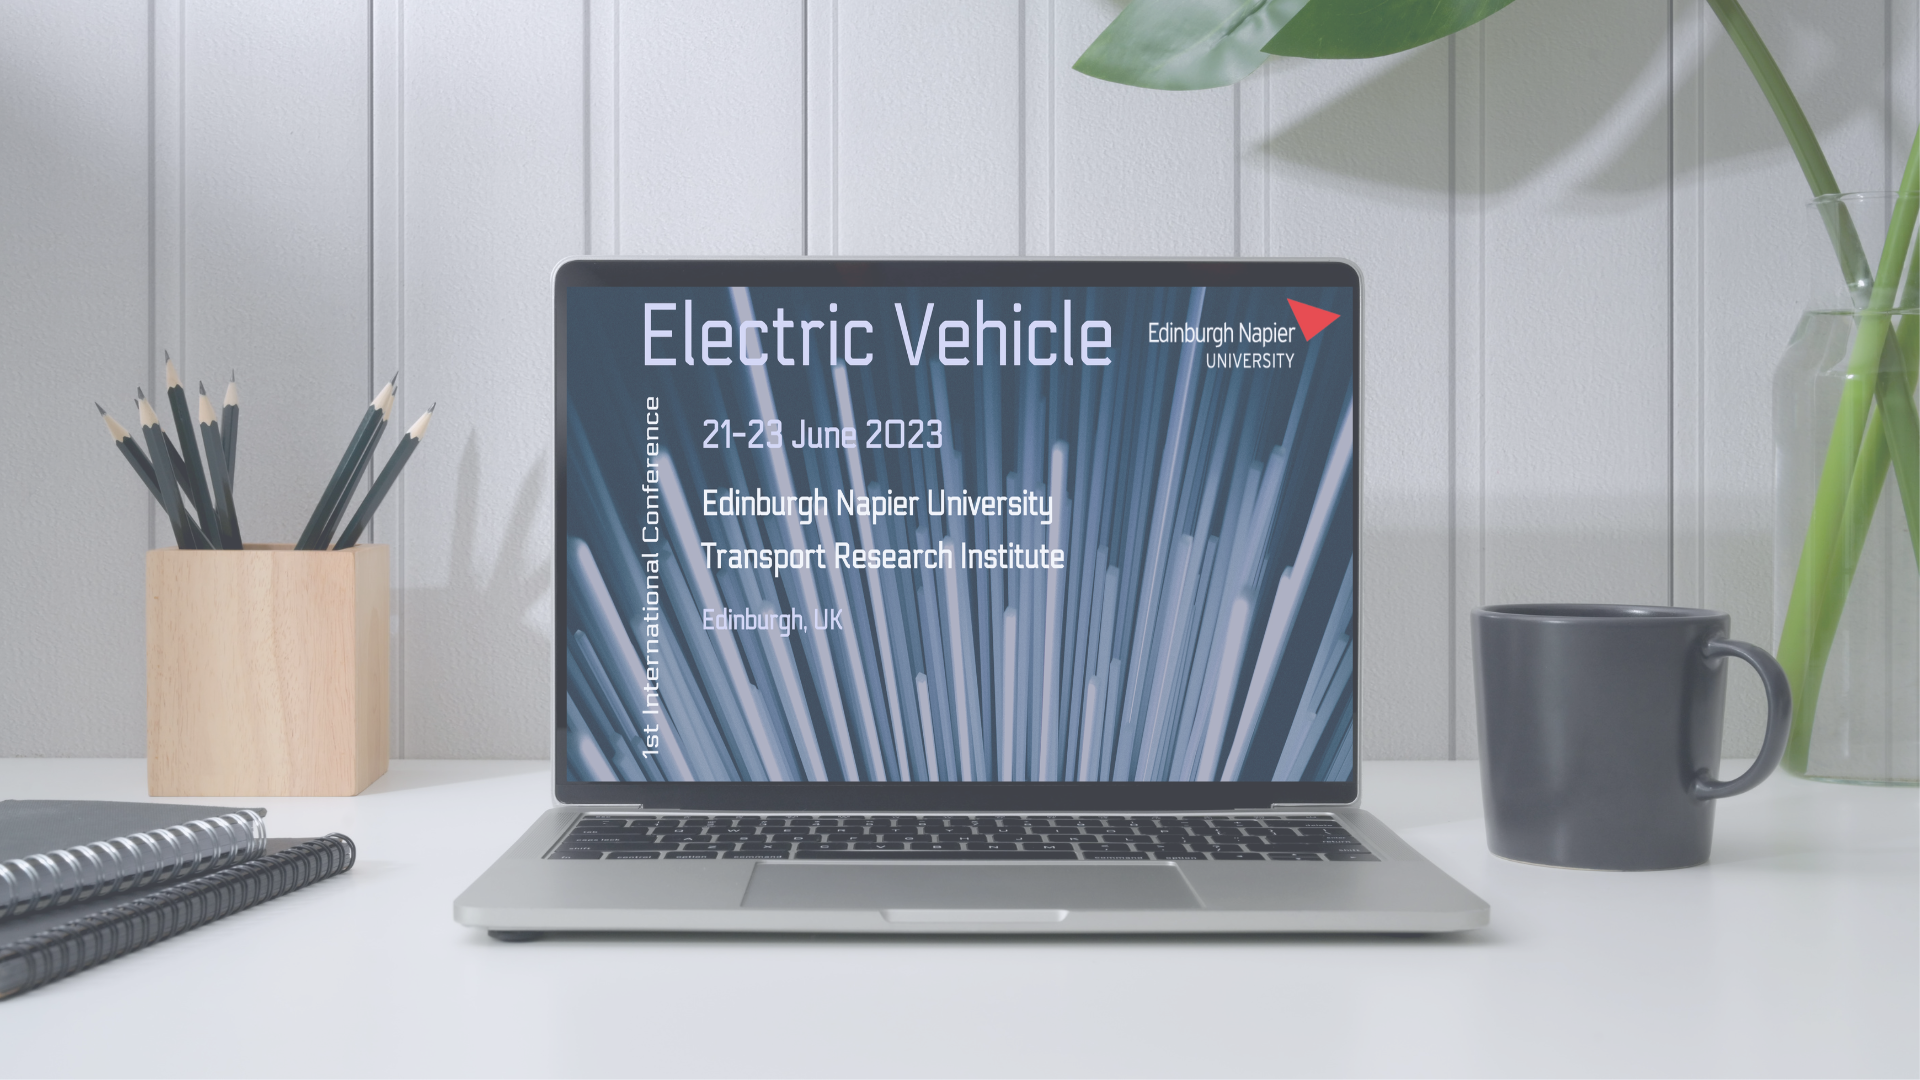 Electric Vehicle
Edinburgh Napier
UNIVERSITY
1st International Conference
21-23 June 2023
Edinburgh Napier University
Transport Research Institute
Edinburgh, UK